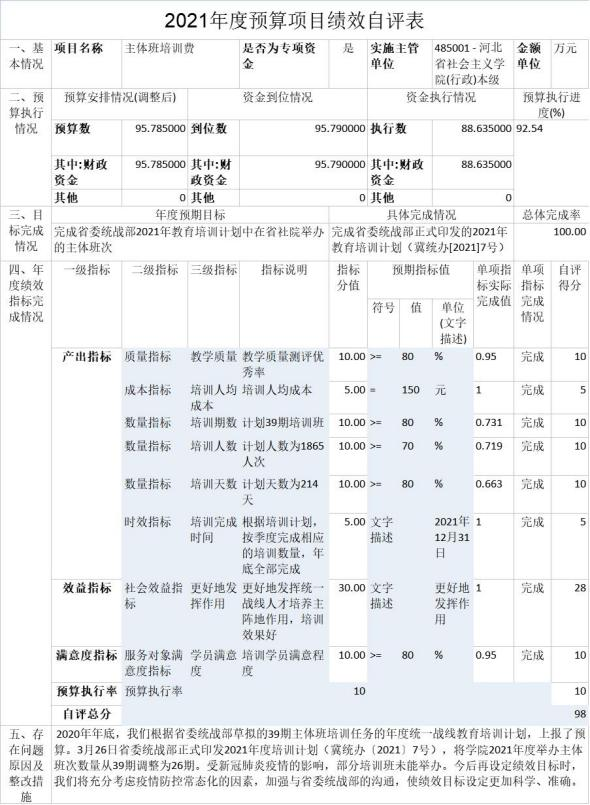 2021年度预算项目绩效自评表
一、基本情况 项目名称 主体班培训费 是否为专项资金 是 实施主管单位 485001 - 河北省社会主义学院(行政)本级 金额单位 万元
二、预算执行情况 预算安排情况(调整后) 资金到位情况 资金执行情况 预算执行进度(%)
预算数 95.785000 到位数 95.790000 执行数 88.635000 92.54
其中:财政资金 95.785000 其中:财政资金 95.790000 其中:财政资金 88.635000
其他 0 其他 0 其他 0
三、目标完成情况 年度预期目标 具体完成情况 总体完成率
完成省委统战部2021年教育培训计划中在省社院举办的主体班次 完成省委统战部正式印发的2021年教育培训计划（冀统办[2021]7号） 100.00
四、年度绩效指标完成情况 一级指标 二级指标 三级指标 指标说明 指标分值 预期指标值 单项指标实际完成值 单项指标完成情况 自评得分
符号 值 单位(文字描述)
产出指标 质量指标 教学质量 教学质量测评优秀率 10.00 >= 80 % 0.95 完成 10
成本指标 培训人均成本 培训人均成本 5.00 = 150 元 1 完成 5
数量指标 培训期数 计划39期培训班 10.00 >= 80 % 0.731 完成 10
数量指标 培训人数 计划人数为1865人次 10.00 >= 70 % 0.719 完成 10
数量指标 培训天数 计划天数为214天 10.00 >= 80 % 0.663 完成 10
时效指标 培训完成时间 根据培训计划，按季度完成相应的培训数量，年底全部完成 5.00 文字描述 2021年12月31日 1 完成 5
效益指标 社会效益指标 更好地发挥作用 更好地发挥统一战线人才培养主阵地作用，培训效果好 30.00 文字描述 更好地发挥作用 1 完成 28
满意度指标 服务对象满意度指标 学员满意度 培训学员满意程度 10.00 >= 80 % 0.95 完成 10
预算执行率 预算执行率 10 10
自评总分 98
五、存在问题原因及整改措施 2020年年底，我们根据省委统战部草拟的39期主体班培训任务的年度统一战线教育培训计划，上报了预
算。3月26日省委统战部正式印发2021年度培训计划（冀统办〔2021〕7号），将学院2021年度举办主体
班次数量从39期调整为26期。受新冠肺炎疫情的影响，部分培训班未能举办。今后再设定绩效目标时，
我们将充分考虑疫情防控常态化的因素，加强与省委统战部的沟通，使绩效目标设定更加科学、准确。